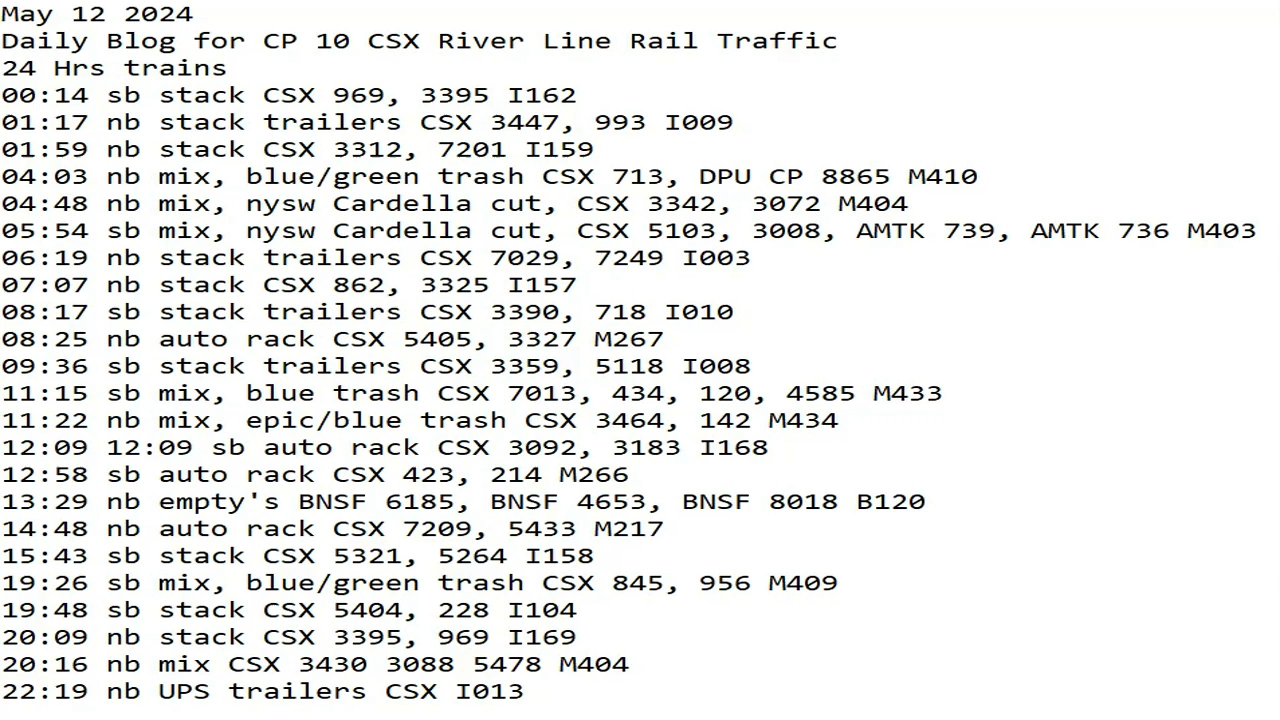 May 12 2024
Daily Blog for CP 10 CSX River Line Rail Traffic
24 Hrs trains
00:14 sb stack CSX 969, 3395 I162
01:17 nb stack trailers CSX 3447, 993 I009
01:59 nb stack CSX 3312, 7201 I159
04:03 nb mix, blue/green trash CSX 713, DPU CP 8865 M410
04:48 nb mix, nysw Cardella cut, CSX 3342, 3072 M404
05:54 sb mix, nysw Cardella cut, CSX 5103, 3008, AMTK 739, AMTK 736 M403
06:19 nb stack trailers CSX 7029, 7249 I003
07:07 nb stack CSX 862, 3325 I157
08:17 sb stack trailers CSX 3390, 718 I010
08:25 nb auto rack CSX 5405, 3327 M267
09:36 sb stack trailers CSX 3359, 5118 I008
11:15 sb mix, blue trash CSX 7013, 434, 120, 4585 M433
11:22 nb mix, epic/blue trash CSX 3464, 142 M434
12:09 12:09 sb auto rack CSX 3092, 3183 I168
12:58 sb auto rack CSX 423, 214 M266
13:29 nb empty's BNSF 6185, BNSF 4653, BNSF 8018 B120
14:48 nb auto rack CSX 7209, 5433 M217
15:43 sb stack CSX 5321, 5264 I158
19:26 sb mix, blue/green trash CSX 845, 956 M409
19:48 sb stack CSX 5404, 228 I104
20:09 nb stack CSX 3395, 969 I169
20:16 nb mix CSX 3430 3088 5478 M404
22:19 nb UPS trailers CSX I013